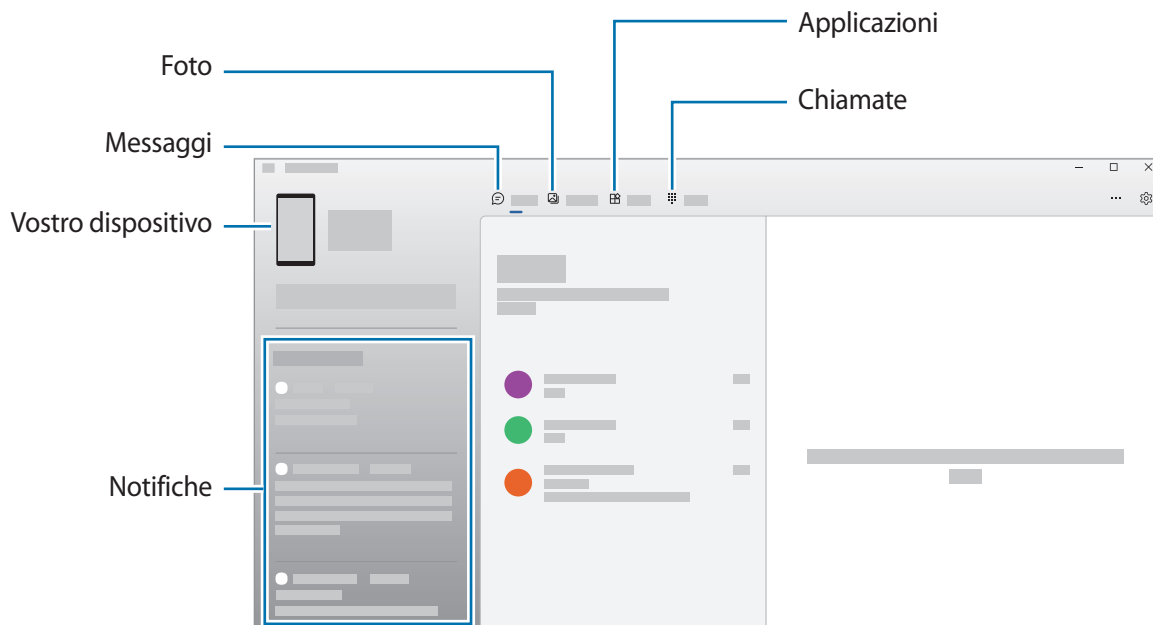 Applicazioni
Foto
Chiamate
Messaggi
Vostro dispositivo
Notifiche